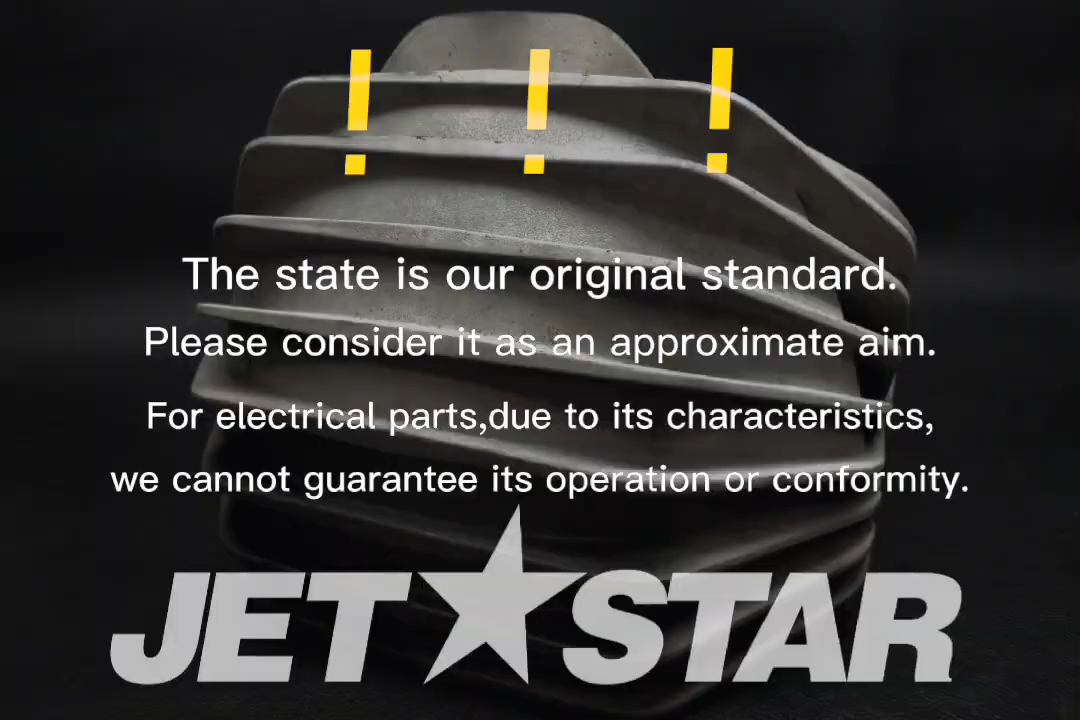 ! ! !
The state is our original standard.
Please consider it as an approximate aim.
For electrical parts,due to its characteristics,
we cannot guarantee its operation or conformity.
JET★STAR